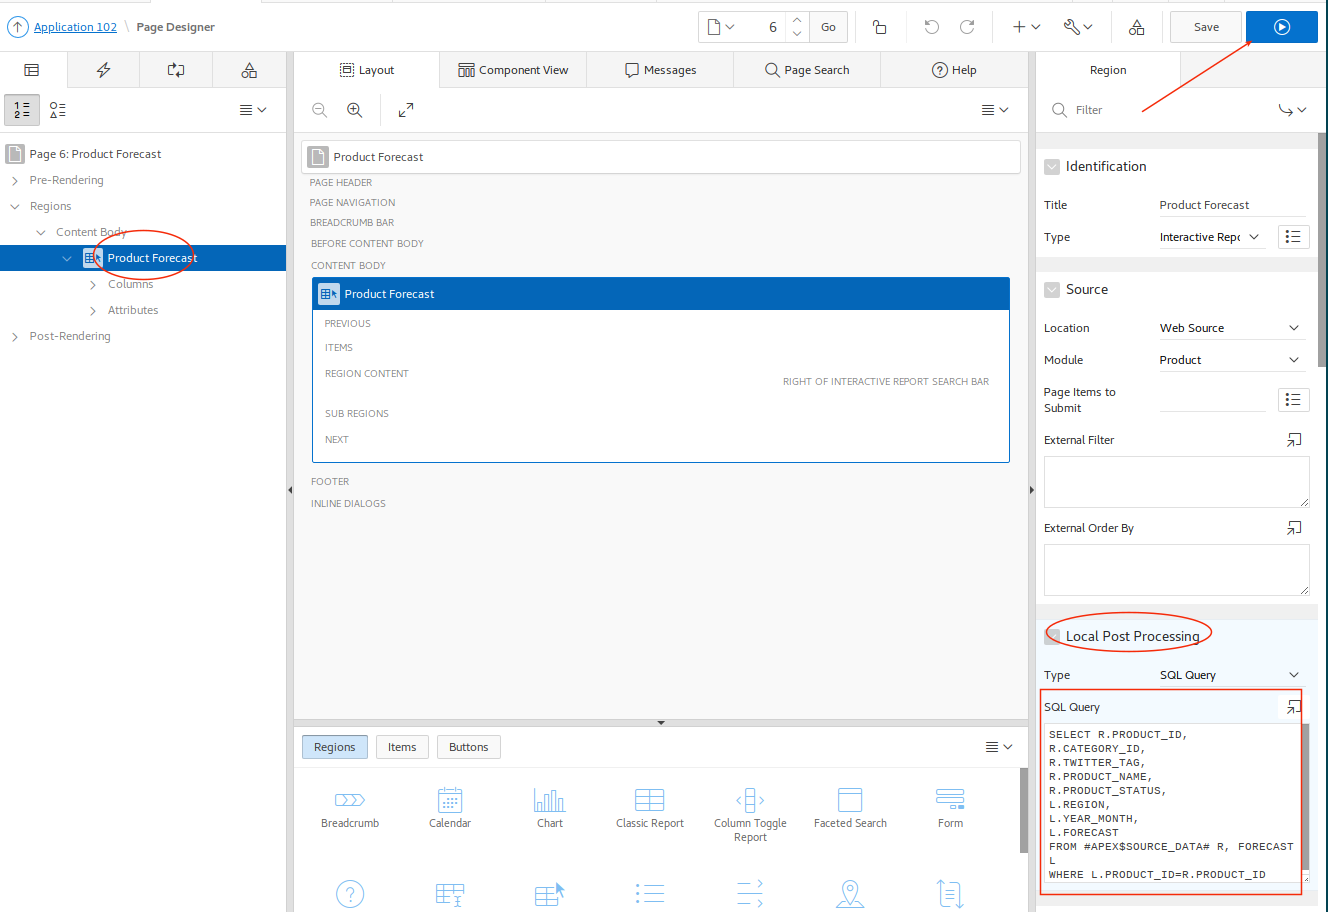 Application 102 \ Page Designer
6
Go
Save
Layout
Component View
Messages
Page Search
Help
Region
Filter
Page 6: Product Forecast
Pre-Rendering
Regions
Content Body
Product Forecast
Columns
Attributes
Post-Rendering
Product Forecast
PAGE HEADER
PAGE NAVIGATION
BREADCRUMB BAR
BEFORE CONTENT BODY
CONTENT BODY
Product Forecast
PREVIOUS
ITEMS
REGION CONTENT
RIGHT OF INTERACTIVE REPORT SEARCH BAR
SUB REGIONS
NEXT
FOOTER
INLINE DIALOGS
Regions
Items
Buttons
Breadcrumb
Calendar
Chart
Classic Report
Column Toggle
Report
Faceted Search
Form
Identification
Title Product Forecast
Type Interactive Repo
Source
Location Web Source
Module Product
Page Items to
Submit
External Filter
External Order By
Local Post Processing
Type SQL Query
SQL Query
SELECT R.PRODUCT_ID,
R.CATEGORY_ID,
R.TWITTER_TAG,
R.PRODUCT_NAME,
R.PRODUCT_STATUS,
L.REGION,
L.YEAR_MONTH,
L.FORECAST
FROM #APEX$SOURCE_DATA# R, FORECAST
L
WHERE L.PRODUCT_ID=R.PRODUCT_ID